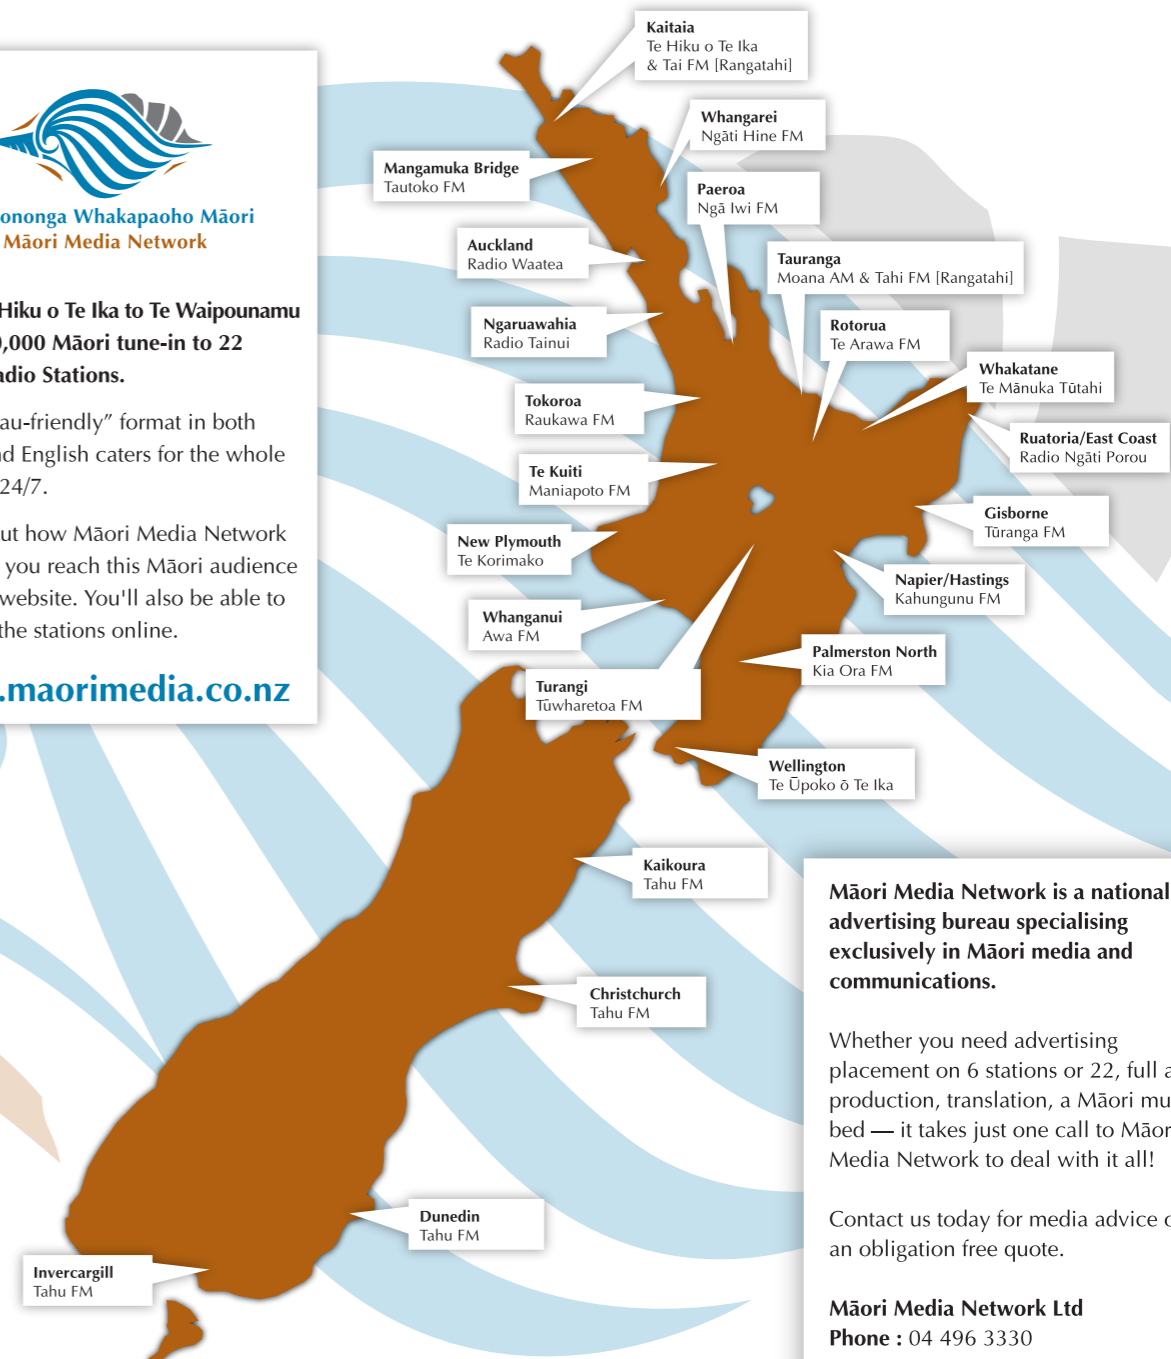 ononga Whakapaoho Māori
Māori Media Network
Hiku o Te Ika to Te Waipounamu
0,000 Māori tune-in to 22
adio Stations.
au-friendly” format in both
nd English caters for the whole
24/7.
ut how Māori Media Network
you reach this Māori audience
website. You'll also be able to
the stations online.
.maorimedia.co.nz
Kaitaia
Te Hiku o Te Ika
& Tai FM [Rangatahi]
Whangarei
Ngāti Hine FM
Mangamuka Bridge
Tautoko FM
Paeroa
Ngā Iwi FM
Auckland
Radio Waatea
Tauranga
Moana AM & Tahi FM [Rangatahi]
Ngaruawahia
Radio Tainui
Rotorua
Te Arawa FM
Whakatane
Te Mānuka Tūtahi
Tokoroa
Raukawa FM
Ruatoria/East Coast
Radio Ngāti Porou
Te Kuiti
Maniapoto FM
Gisborne
Tūranga FM
New Plymouth
Te Korimako
Napier/Hastings
Kahungunu FM
Whanganui
Awa FM
Palmerston North
Kia Ora FM
Turangi
Tūwharetoa FM
Wellington
Te Ūpoko ō Te Ika
Kaikoura
Tahu FM
Christchurch
Tahu FM
Dunedin
Tahu FM
Invercargill
Tahu FM
Māori Media Network is a national
advertising bureau specialising
exclusively in Māori media and
communications.
Whether you need advertising
placement on 6 stations or 22, full a
production, translation, a Māori mu
bed — it takes just one call to Māor
Media Network to deal with it all!
Contact us today for media advice o
an obligation free quote.
Māori Media Network Ltd
Phone : 04 496 3330